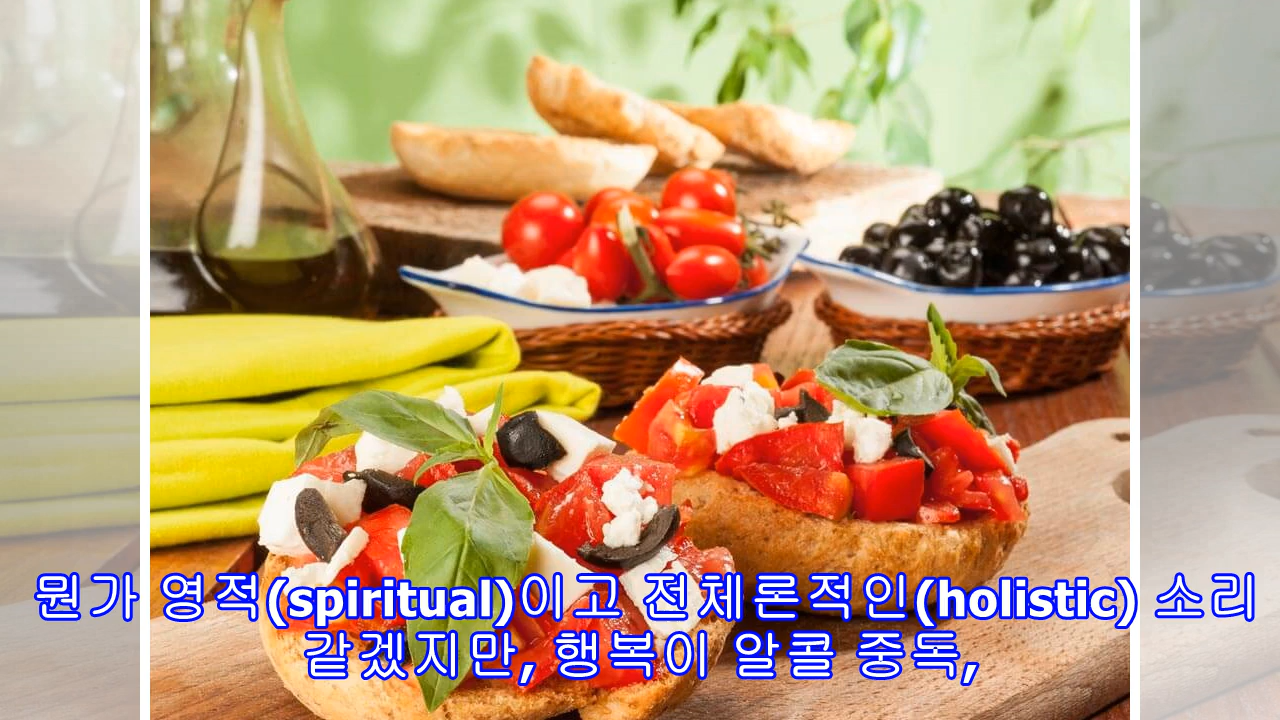 뭔가 영적(spiritual)이고 전체론적인(holistic) 소리
같겠지만, 행복이 알콜 중독,